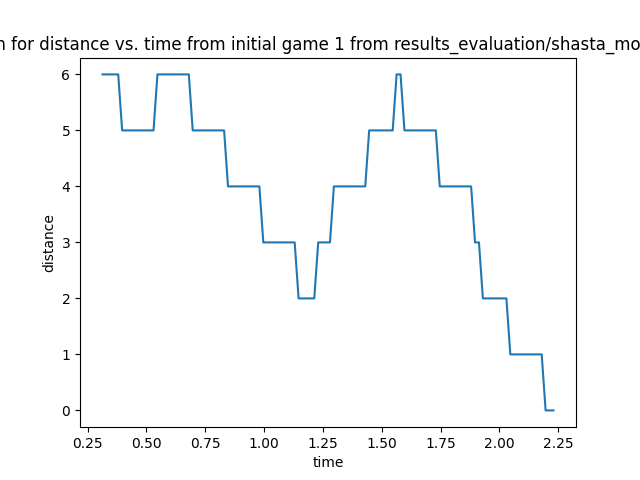 for distance vs. time from initial game 1 from results_evaluation/shasta_mo
6
5
4
3
2
1
0
distance
0.25 0.50 0.75 1.00 1.25 1.50 1.75 2.00 2.25
time